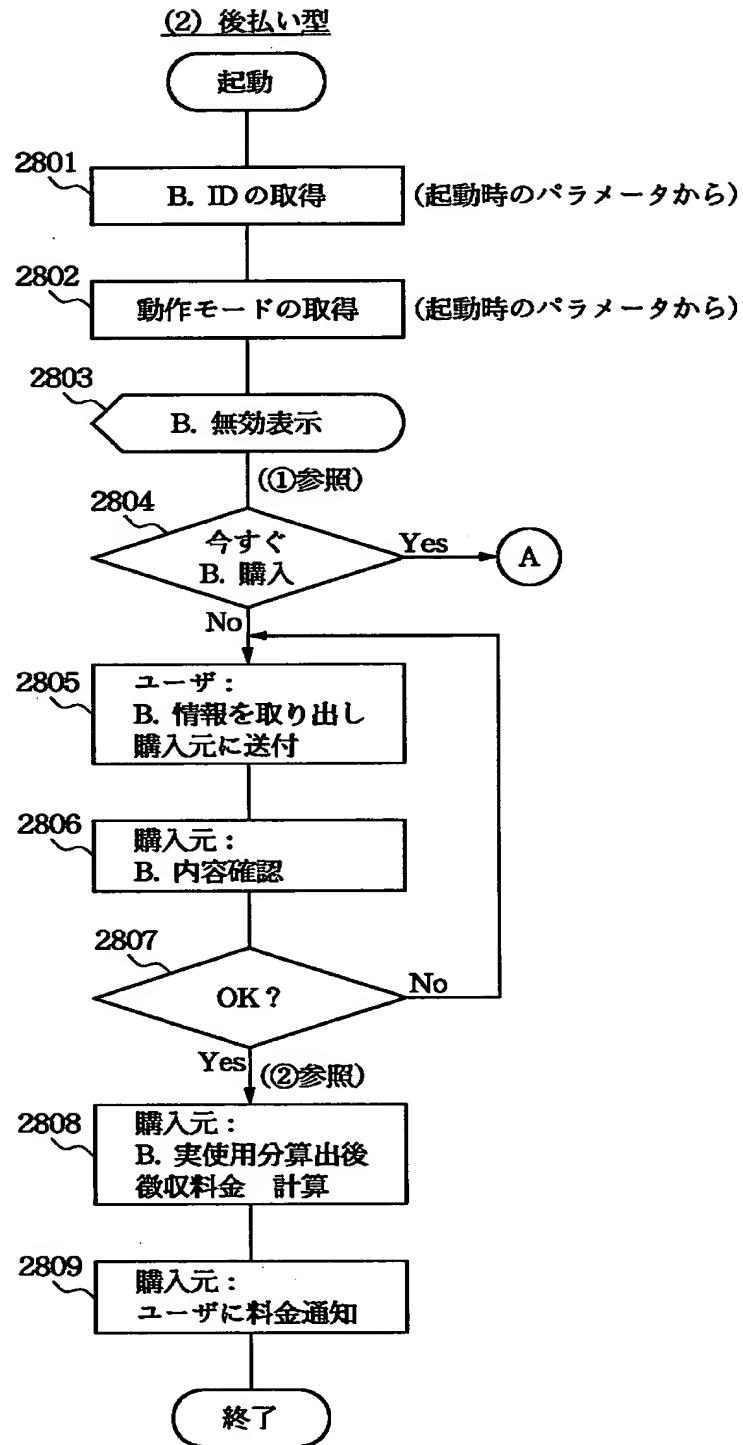 (2) 後払い型
起動
2801
B. IDの取得
(起動時のパラメータから)
2802
動作モードの取得
(起動時のパラメータから)
2803
B. 無効表示
(①参照)
2804
今すぐ
B. 購入
Yes
A
No
2805
ユーザ:
B. 情報を取り出し
購入元に送付
2806
購入元:
B. 内容確認
2807
OK?
No
Yes
(②参照)
2808
購入元:
B. 実使用分算出後
徴収料金 計算
2809
購入元:
ユーザに料金通知
終了